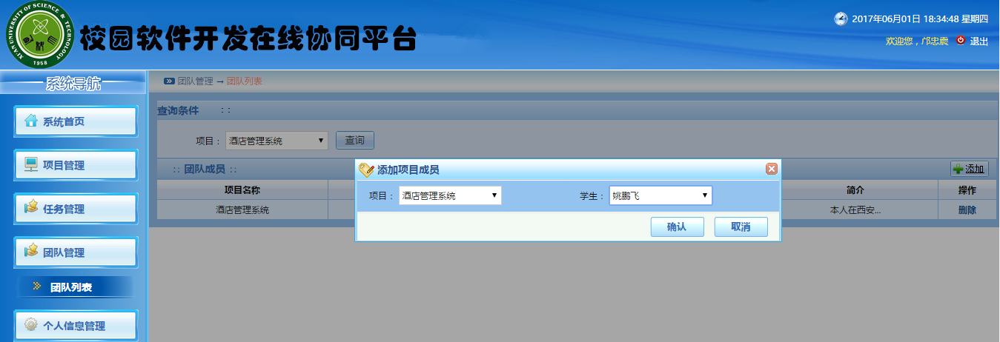 XI'AN UNIVERSITY OF SCIENCE & TECHNOLOGY
1958
校园软件开发在线协同平台
2017年06月01日 18:34:48 星期四
欢迎您，邝忠震 退出
系统导航
团队管理 → 团队列表
查询条件 : :
系统首页
项目： 酒店管理系统 查询
项目管理
:: 团队成员 ::
添加
添加项目成员
项目名称 简介 操作
项目： 酒店管理系统 学生： 姚鹏飞
任务管理
酒店管理系统 本人在西安... 删除
确认 取消
团队管理
团队列表
个人信息管理